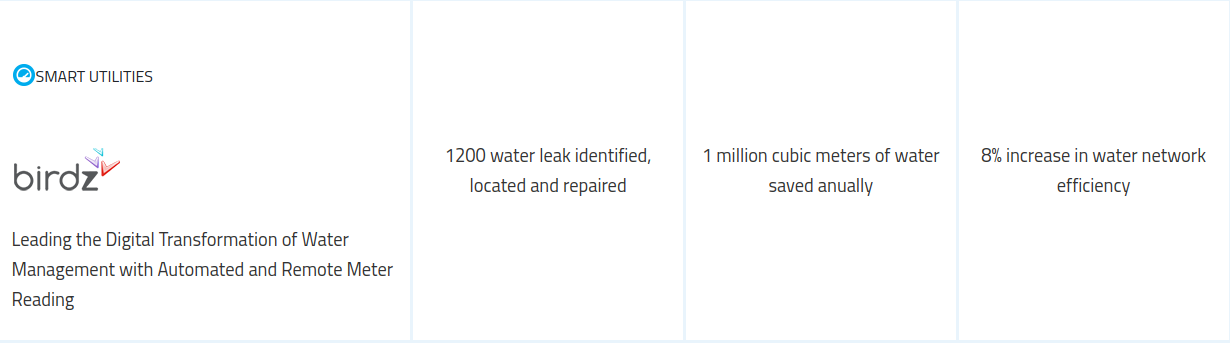 SMART UTILITIES
birdz
Leading the Digital Transformation of Water
Management with Automated and Remote Meter
Reading
1200 water leak identified,
located and repaired
1 million cubic meters of water
saved anually
8% increase in water network
efficiency